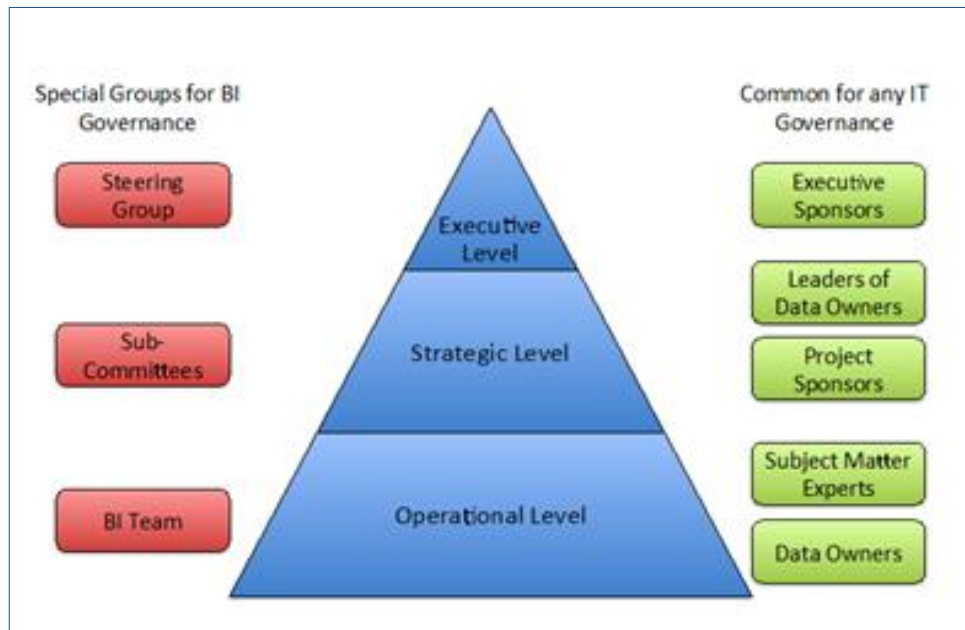 Special Groups for BI
Governance
Common for any IT
Governance
Steering
Group
Executive
Level
Executive
Sponsors
Leaders of
Data Owners
Sub-
Committees
Strategic Level
Project
Sponsors
Subject Matter
Experts
BI Team
Operational Level
Data Owners